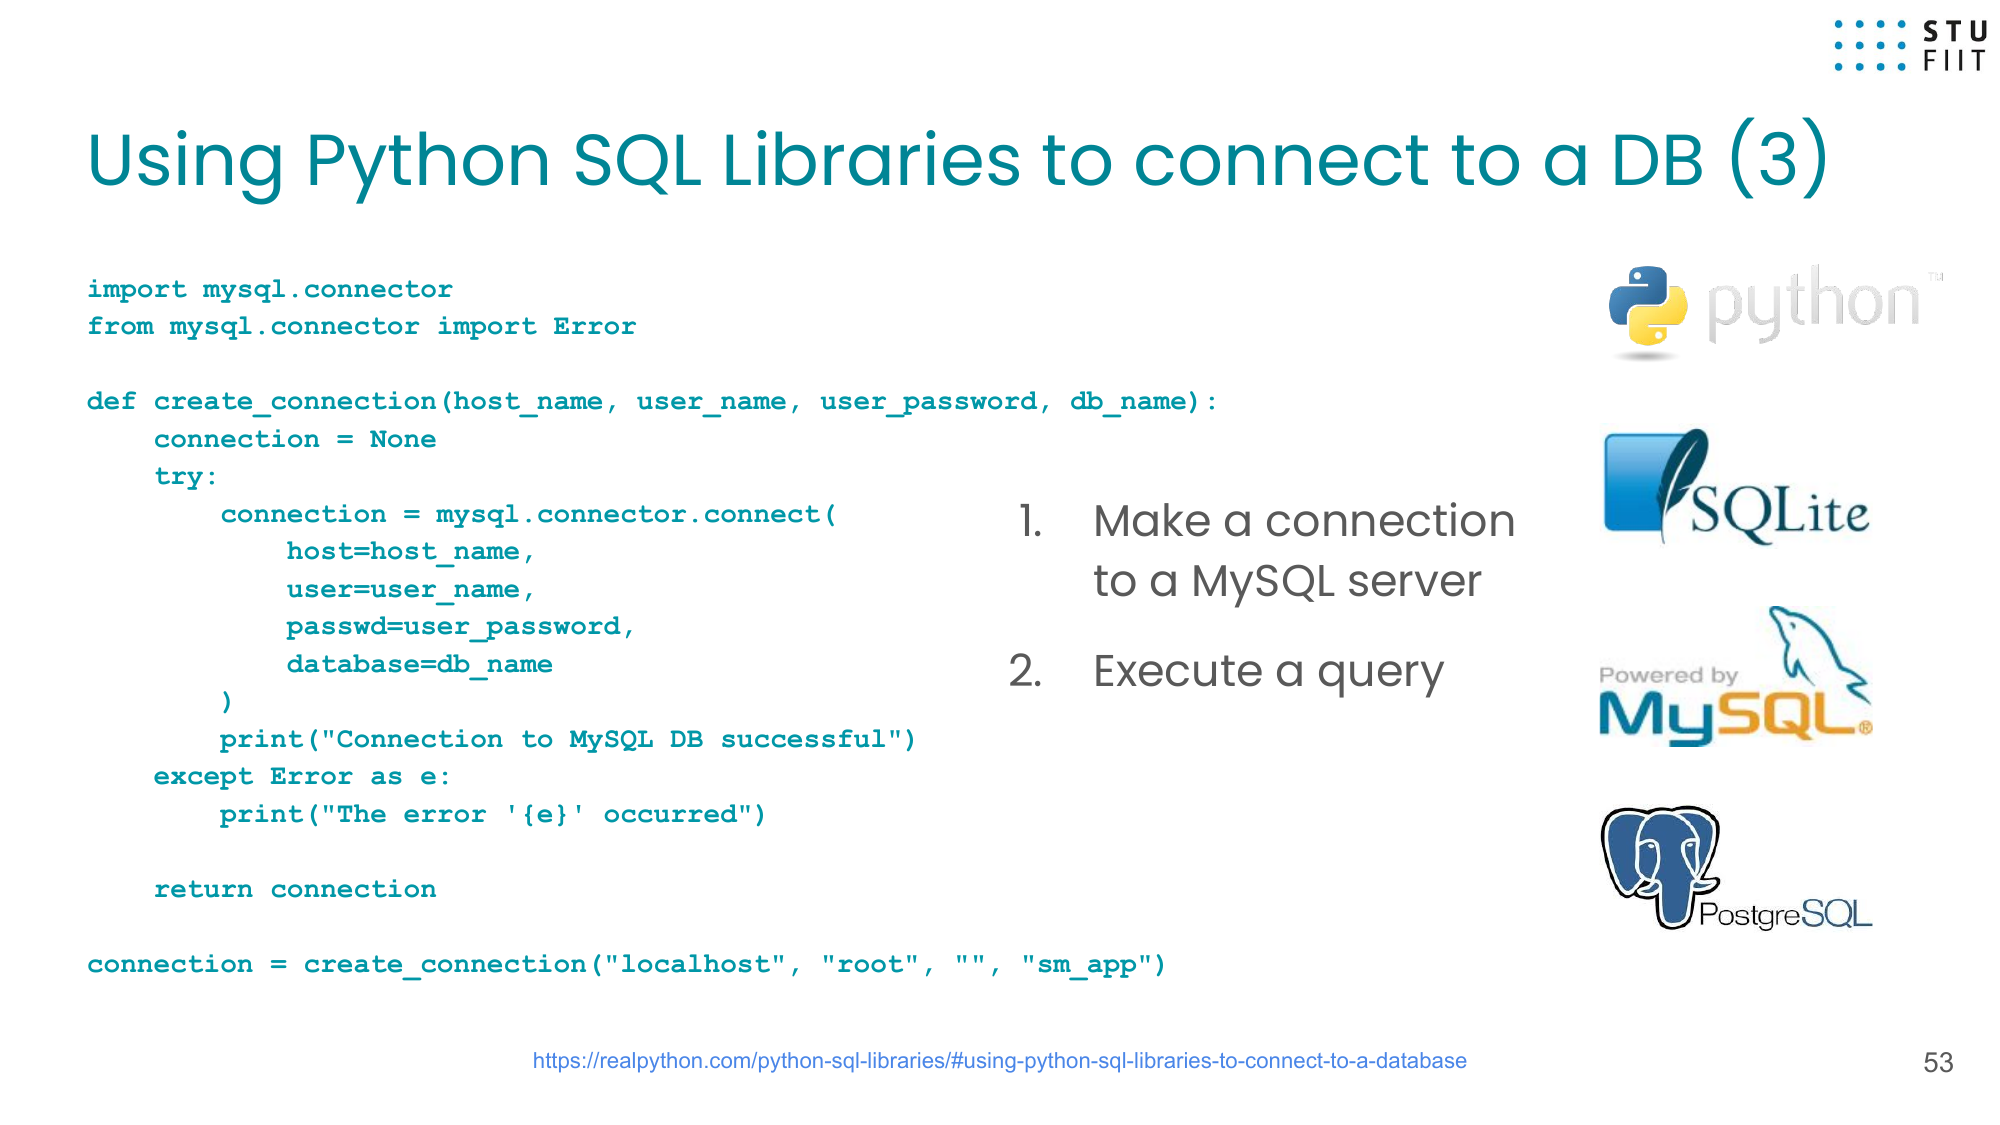 STU
FIIT
Using Python SQL Libraries to connect to a DB (3)
import mysql.connector
from mysql.connector import Error
def create_connection(host_name, user_name, user_password, db_name):
    connection = None
    try:
        connection = mysql.connector.connect(
            host=host_name,
            user=user_name,
            passwd=user_password,
            database=db_name
        )
        print("Connection to MySQL DB successful")
    except Error as e:
        print("The error '{e}' occurred")
    return connection
connection = create_connection("localhost", "root", "", "sm_app")
1. Make a connection
to a MySQL server
2. Execute a query
python™
SQLite
Powered by
MySQL®
PostgreSQL
https://realpython.com/python-sql-libraries/#using-python-sql-libraries-to-connect-to-a-database
53